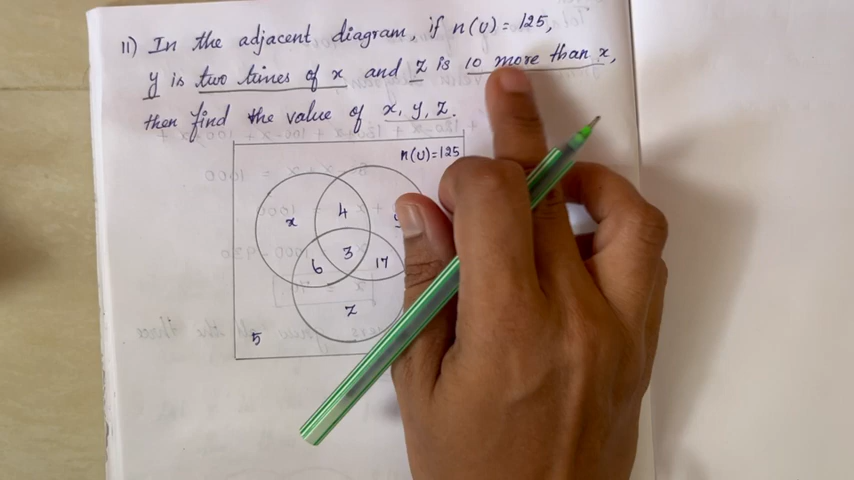 11) In the adjacent diagram, if n(U) = 125,
y is two times of x and z is 10 more than x,
then find the value of x, y, z.
n(U)=125
x
4
3
6
17
z
5